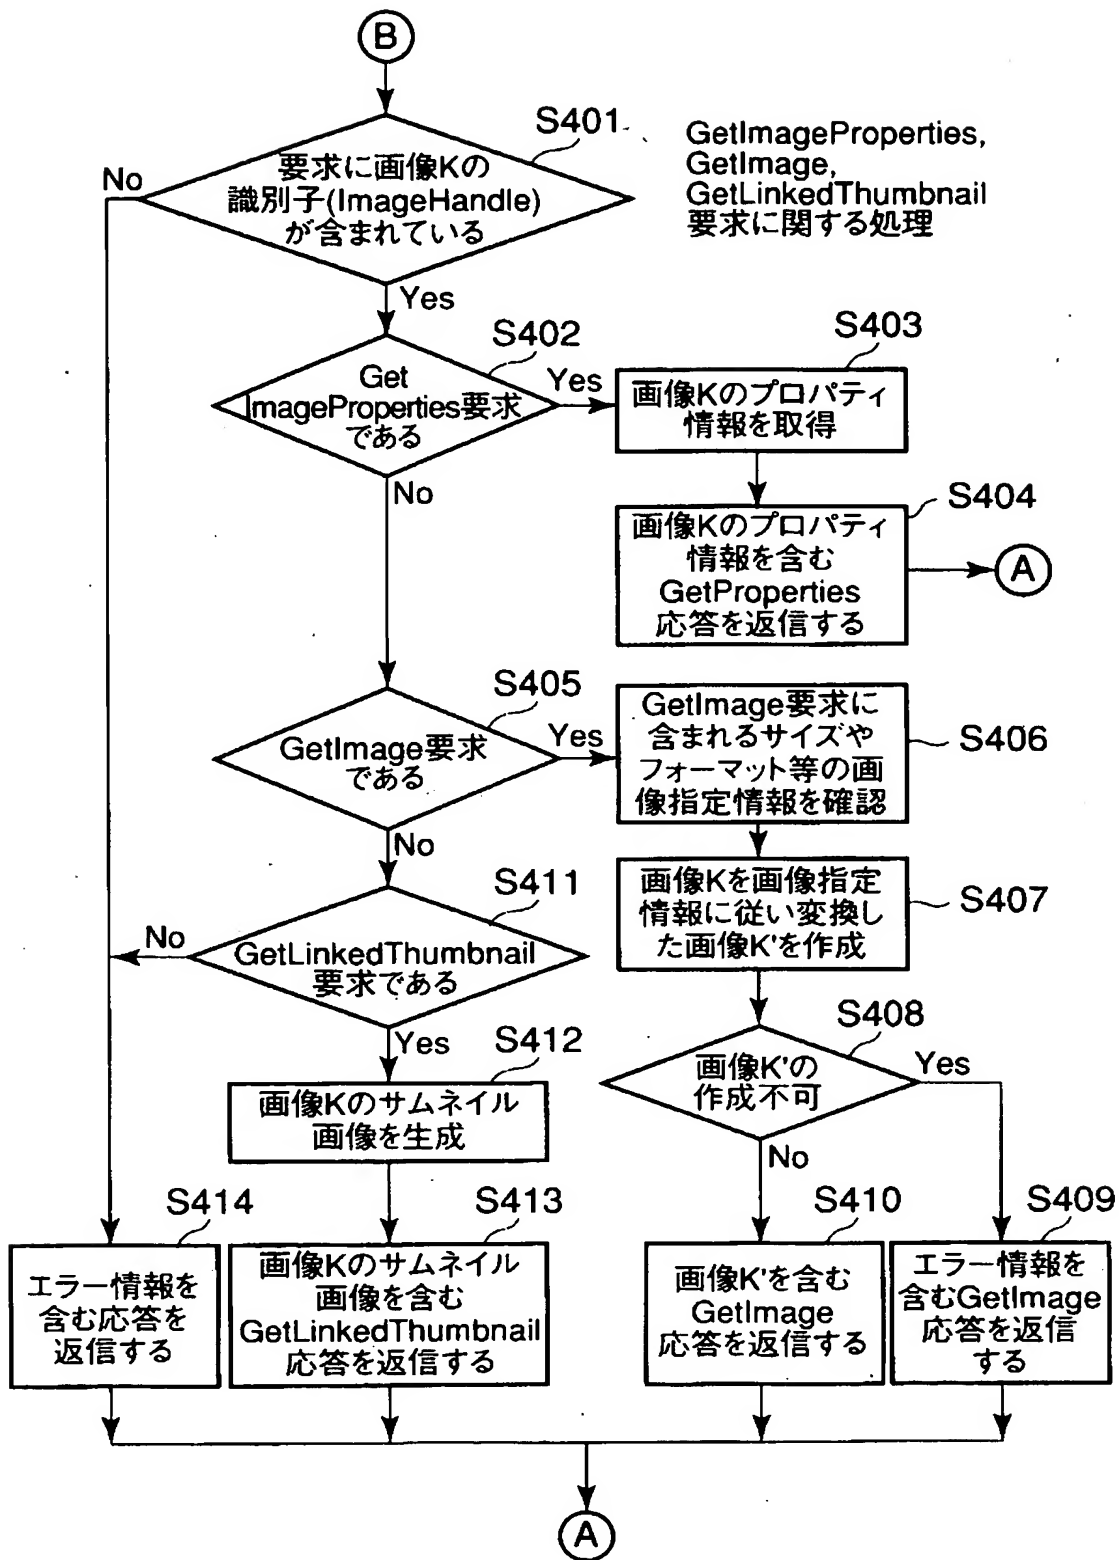 B
S401
要求に画像Kの
識別子(ImageHandle)
が含まれている
No
Yes
GetImageProperties,
GetImage,
GetLinkedThumbnail
要求に関する処理
S402
Get
ImageProperties要求
である
Yes
No
S403
画像Kのプロパティ
情報を取得
S404
画像Kのプロパティ
情報を含む
GetProperties
応答を返信する
A
S405
GetImage要求
である
Yes
No
S406
GetImage要求に
含まれるサイズや
フォーマット等の画
像指定情報を確認
S407
画像Kを画像指定
情報に従い変換し
た画像K'を作成
S411
GetLinkedThumbnail
要求である
No
Yes
S408
画像K'の
作成不可
Yes
No
S412
画像Kのサムネイル
画像を生成
S414
エラー情報を
含む応答を
返信する
S413
画像Kのサムネイル
画像を含む
GetLinkedThumbnail
応答を返信する
S410
画像K'を含む
GetImage
応答を返信する
S409
エラー情報を
含むGetImage
応答を返信
する
A